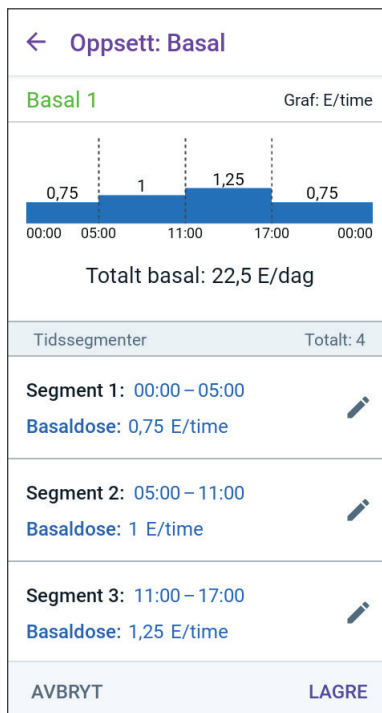 Oppsett: Basal
Basal 1 Graf: E/time
0,75 1 1,25 0,75
00:00 05:00 11:00 17:00 00:00
Totalt basal: 22,5 E/dag
Tidssegmenter Totalt: 4
Segment 1: 00:00 – 05:00
Basaldose: 0,75 E/time
Segment 2: 05:00 – 11:00
Basaldose: 1 E/time
Segment 3: 11:00 – 17:00
Basaldose: 1,25 E/time
AVBRYT LAGRE